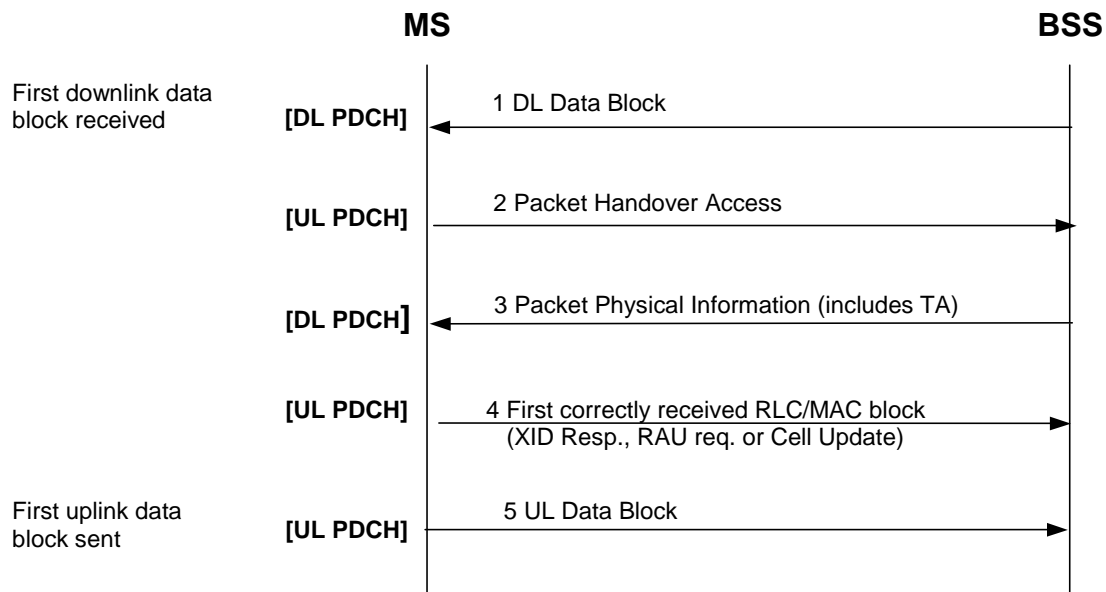 MS
BSS
First downlink data
block received
[DL PDCH]
1 DL Data Block
[UL PDCH]
2 Packet Handover Access
[DL PDCH]
3 Packet Physical Information (includes TA)
[UL PDCH]
4 First correctly received RLC/MAC block
(XID Resp., RAU req. or Cell Update)
First uplink data
block sent
[UL PDCH]
5 UL Data Block